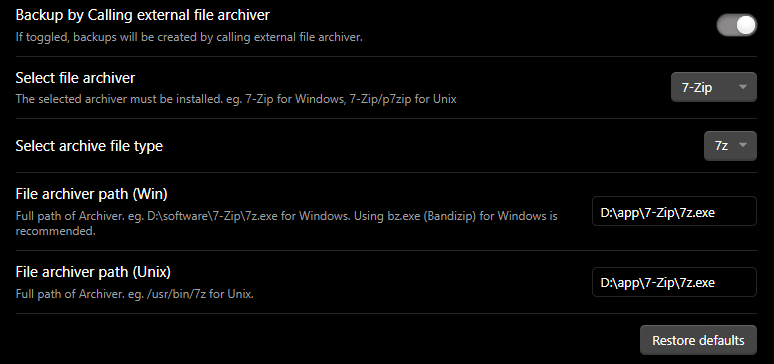 Backup by Calling external file archiver
If toggled, backups will be created by calling external file archiver.
Select file archiver
The selected archiver must be installed. eg. 7-Zip for Windows, 7-Zip/p7zip for Unix
7-Zip
Select archive file type
7z
File archiver path (Win)
Full path of Archiver. eg. D:\software\7-Zip\7z.exe for Windows. Using bz.exe (Bandizip) for Windows is
recommended.
D:\app\7-Zip\7z.exe
File archiver path (Unix)
Full path of Archiver. eg. /usr/bin/7z for Unix.
D:\app\7-Zip\7z.exe
Restore defaults